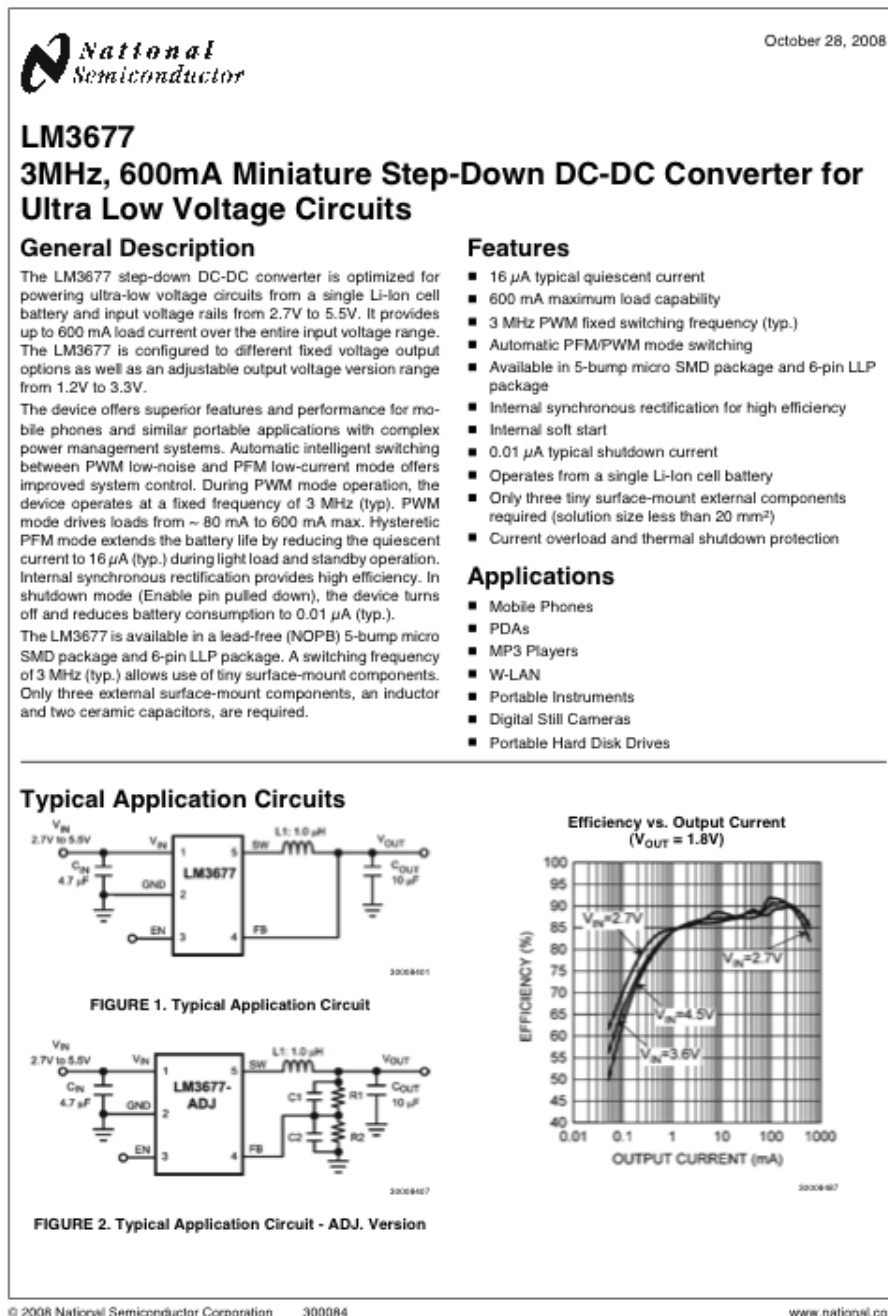 National
Semiconductor
October 28, 2008
LM3677
3MHz, 600mA Miniature Step-Down DC-DC Converter for
Ultra Low Voltage Circuits
General Description
The LM3677 step-down DC-DC converter is optimized for
powering ultra-low voltage circuits from a single Li-Ion cell
battery and input voltage rails from 2.7V to 5.5V. It provides
up to 600 mA load current over the entire input voltage range.
The LM3677 is configured to different fixed voltage output
options as well as an adjustable output voltage version range
from 1.2V to 3.3V.
The device offers superior features and performance for mo-
bile phones and similar portable applications with complex
power management systems. Automatic intelligent switching
between PWM low-noise and PFM low-current mode offers
improved system control. During PWM mode operation, the
device operates at a fixed frequency of 3 MHz (typ). PWM
mode drives loads from ~ 80 mA to 600 mA max. Hysteretic
PFM mode extends the battery life by reducing the quiescent
current to 16 µA (typ.) during light load and standby operation.
Internal synchronous rectification provides high efficiency. In
shutdown mode (Enable pin pulled down), the device turns
off and reduces battery consumption to 0.01 µA (typ.).
The LM3677 is available in a lead-free (NOPB) 5-bump micro
SMD package and 6-pin LLP package. A switching frequency
of 3 MHz (typ.) allows use of tiny surface-mount components.
Only three external surface-mount components, an inductor
and two ceramic capacitors, are required.
Features
■ 16 µA typical quiescent current
■ 600 mA maximum load capability
■ 3 MHz PWM fixed switching frequency (typ.)
■ Automatic PFM/PWM mode switching
■ Available in 5-bump micro SMD package and 6-pin LLP
package
■ Internal synchronous rectification for high efficiency
■ Internal soft start
■ 0.01 µA typical shutdown current
■ Operates from a single Li-Ion cell battery
■ Only three tiny surface-mount external components
required (solution size less than 20 mm²)
■ Current overload and thermal shutdown protection
Applications
■ Mobile Phones
■ PDAs
■ MP3 Players
■ W-LAN
■ Portable Instruments
■ Digital Still Cameras
■ Portable Hard Disk Drives
Typical Application Circuits
VIN
2.7V to 5.5V
VIN
1
5
SW
L1: 1.0 µH
VOUT
CIN
4.7 µF
LM3677
COUT
10 µF
GND
2
EN
3
4
FB
30008401
FIGURE 1. Typical Application Circuit
VIN
2.7V to 5.5V
VIN
1
5
SW
L1: 1.0 µH
VOUT
CIN
4.7 µF
LM3677-
ADJ
C1
R1
COUT
10 µF
GND
2
C2
R2
EN
3
4
FB
30008407
FIGURE 2. Typical Application Circuit - ADJ. Version
Efficiency vs. Output Current
(VOUT = 1.8V)
EFFICIENCY (%)
100
95
90
85
80
75
70
65
60
55
50
45
40
VIN=2.7V
VIN=2.7V
VIN=4.5V
VIN=3.6V
0.01 0.1 1 10 100 1000
OUTPUT CURRENT (mA)
30008487
© 2008 National Semiconductor Corporation 300084
www.national.co